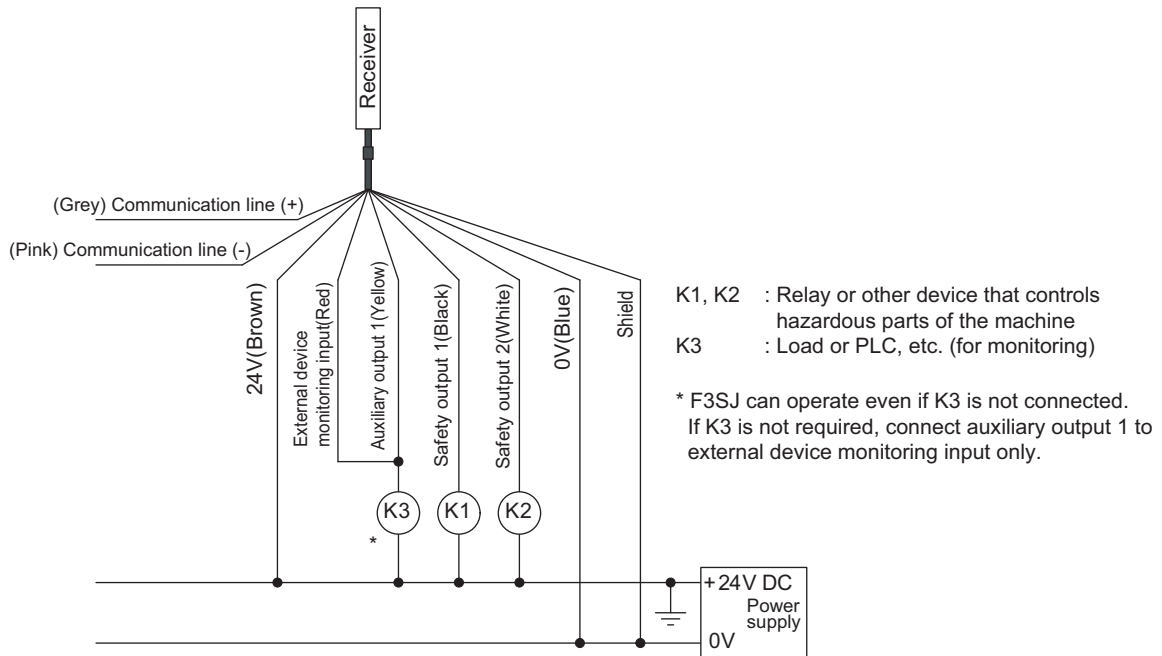 Receiver
(Grey) Communication line (+)
(Pink) Communication line (-)
24V(Brown)
External device
monitoring input(Red)
Auxiliary output 1(Yellow)
Safety output 1(Black)
Safety output 2(White)
0V(Blue)
Shield
K1, K2 : Relay or other device that controls
hazardous parts of the machine
K3 : Load or PLC, etc. (for monitoring)
* F3SJ can operate even if K3 is not connected.
If K3 is not required, connect auxiliary output 1 to
external device monitoring input only.
K3
K1
K2
*
+24V DC
Power
supply
0V